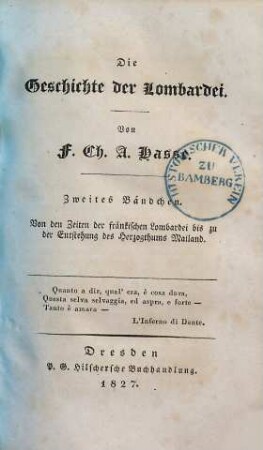 Die
Geschichte der Lombardei.
Von
F. Ch. A. Hasse.
HISTORISCHER VEREIN
ZU
BAMBERG
Zweites Bändchen.
Von den Zeiten der fränkischen Lombardei bis zu
der Entstehung des Herzogthums Mailand.
Quanto a dir, qual' era, è cosa dura,
Questa selva selvaggia, ed aspra, e forte —
Tanto è amara —
L'Inferno di Dante.
Dresden
P. G. Hilschersche Buchhandlung.
1827.